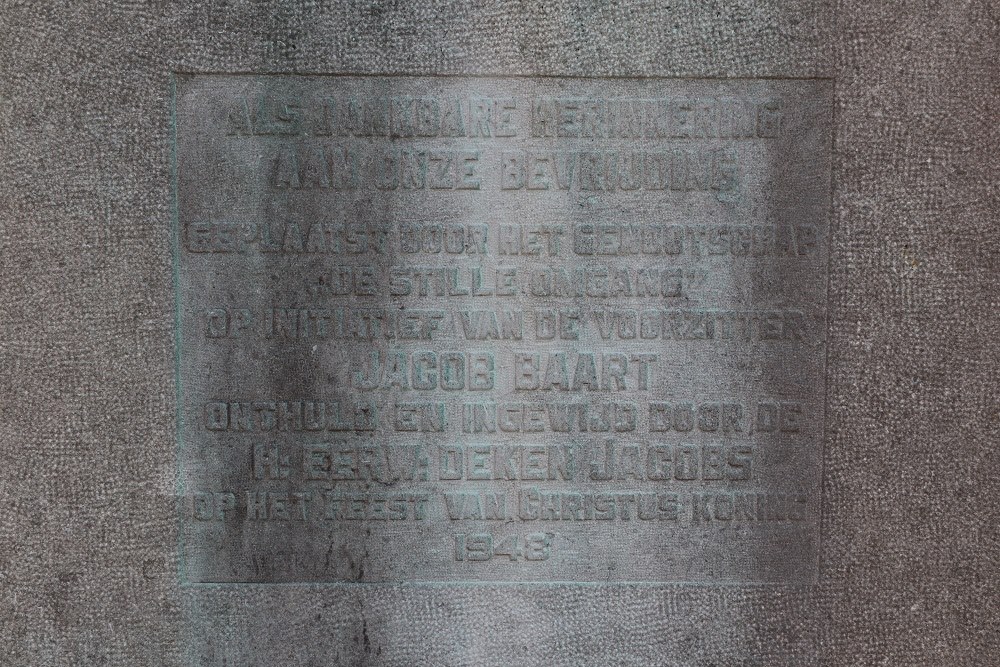 ALS DANKBARE HERINNERING
AAN ONZE BEVRIJDING
GEPLAATST DOOR HET GENOOTSCHAP
"DE STILLE OMGANG"
OP INITIATIEF VAN DE VOORZITTER
JACOB BAART
ONTHULD EN INGEWIJD DOOR DE
H: EERW: DEKEN JACOBS
OP HET FEEST VAN CHRISTUS KONING
- 1948 -